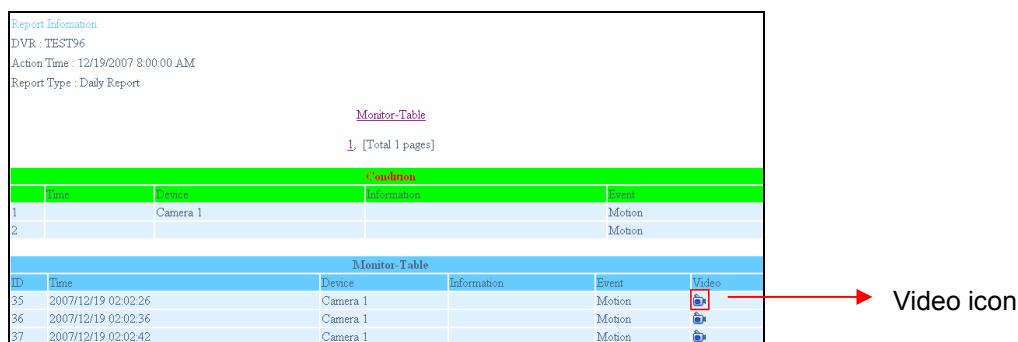 Report Infomation
DVR : TEST96
Action Time : 12/19/2007 8:00:00 AM
Report Type : Daily Report
Monitor-Table
1, [Total 1 pages]
Condition
Time Device Information Event
1 Camera 1 Motion
2 Motion
Monitor-Table
ID Time Device Information Event Video
35 2007/12/19 02:02:26 Camera 1 Motion
Video icon
36 2007/12/19 02:02:36 Camera 1 Motion
37 2007/12/19 02:02:42 Camera 1 Motion